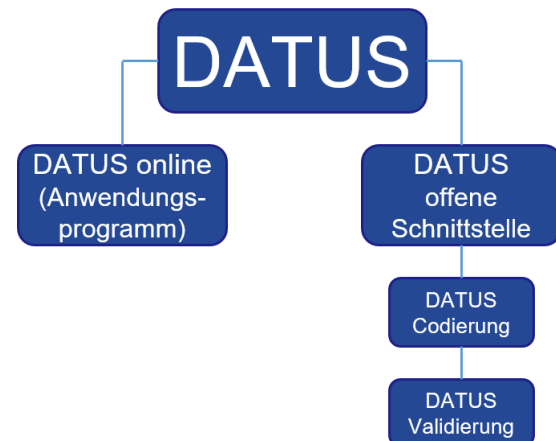 DATUS
DATUS online
(Anwendungs-
programm)
DATUS
offene
Schnittstelle
DATUS
Codierung
DATUS
Validierung